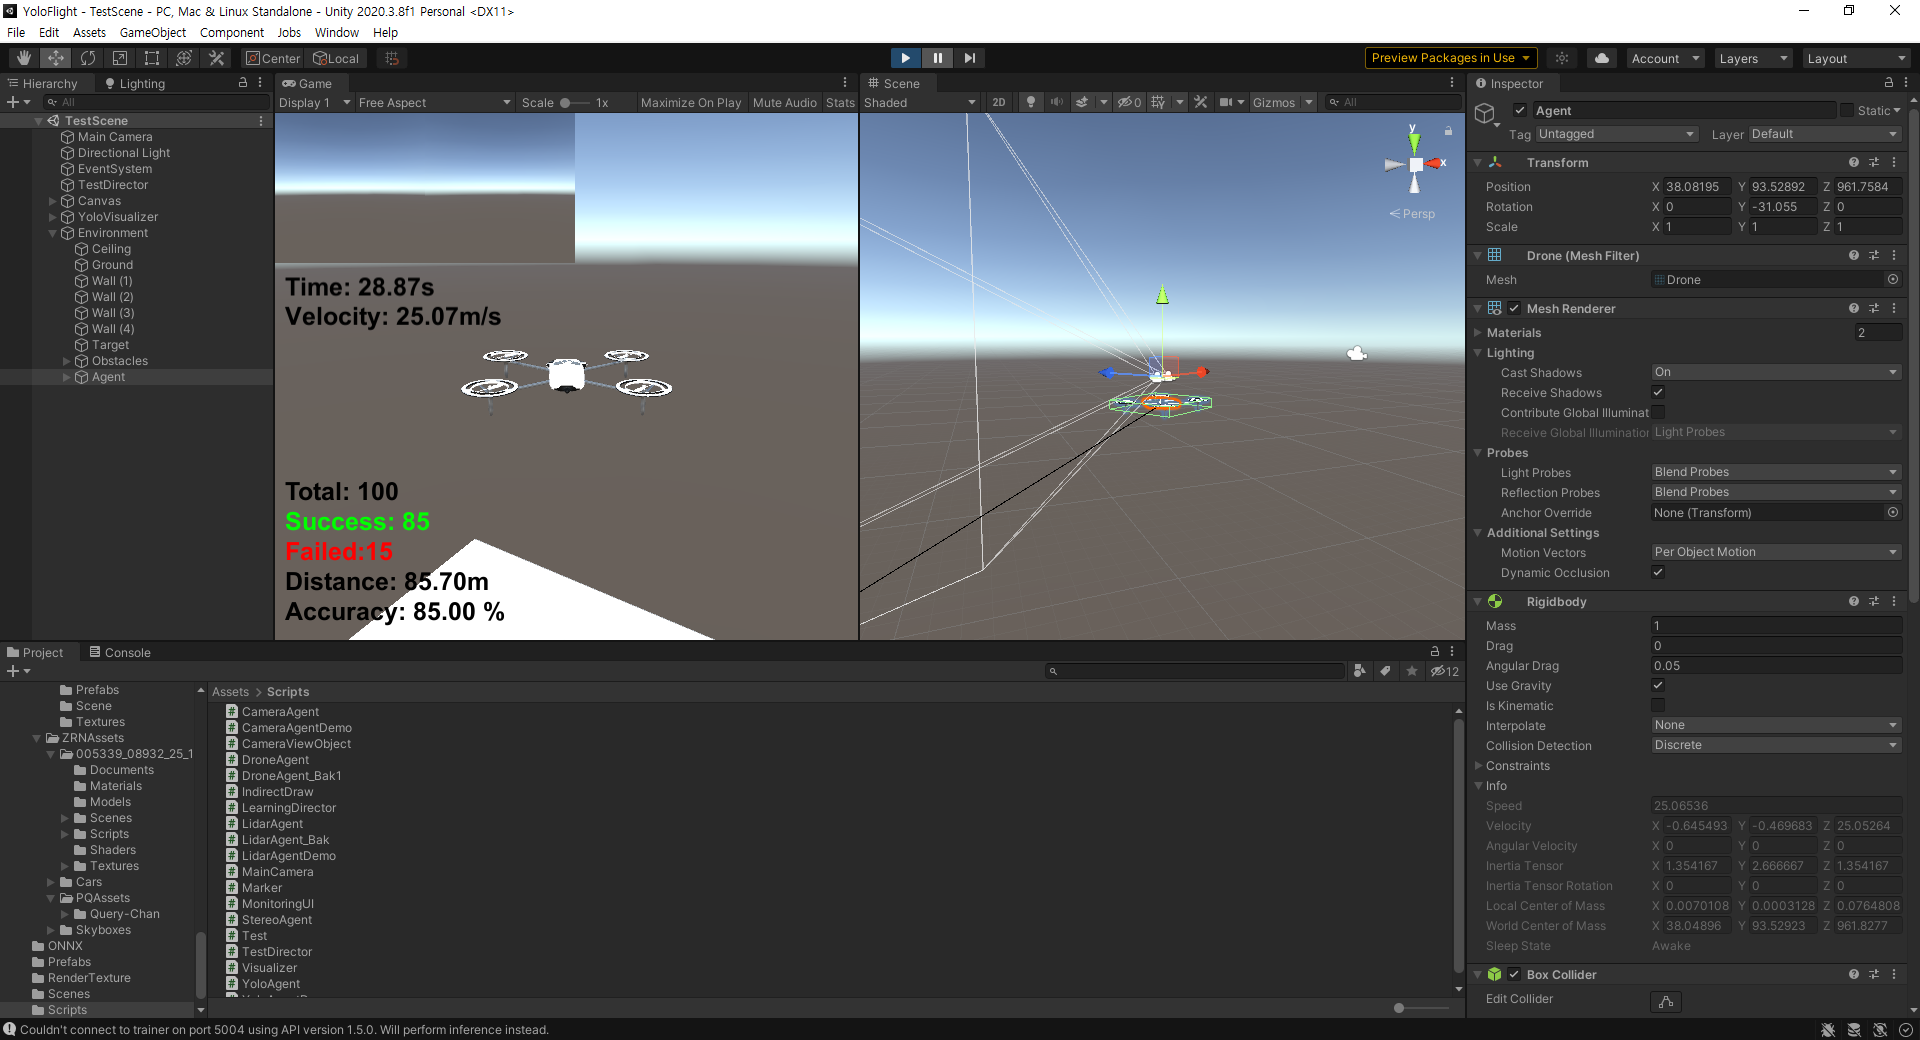 YoloFlight - TestScene - PC, Mac & Linux Standalone - Unity 2020.3.8f1 Personal <DX11>
File Edit Assets GameObject Component Jobs Window Help
Center Local Preview Packages in Use Account Layers Layout
Hierarchy Lighting
All
TestScene
Main Camera
Directional Light
EventSystem
TestDirector
Canvas
YoloVisualizer
Environment
Ceiling
Ground
Wall (1)
Wall (2)
Wall (3)
Wall (4)
Target
Obstacles
Agent
Game
Display 1 Free Aspect Scale 1x Maximize On Play Mute Audio Stats
Time: 28.87s
Velocity: 25.07m/s
Total: 100
Success: 85
Failed:15
Distance: 85.70m
Accuracy: 85.00 %
Scene
Shaded 2D 0 Gizmos All
y
x
Persp
Inspector
Agent Static
Tag Untagged Layer Default
Transform
Position X 38.08195 Y 93.52892 Z 961.7584
Rotation X 0 Y -31.055 Z 0
Scale X 1 Y 1 Z 1
Drone (Mesh Filter)
Mesh Drone
Mesh Renderer
Materials 2
Lighting
Cast Shadows On
Receive Shadows
Contribute Global Illuminat
Receive Global Illumination Light Probes
Probes
Light Probes Blend Probes
Reflection Probes Blend Probes
Anchor Override None (Transform)
Additional Settings
Motion Vectors Per Object Motion
Dynamic Occlusion
Rigidbody
Mass 1
Drag 0
Angular Drag 0.05
Use Gravity
Is Kinematic
Interpolate None
Collision Detection Discrete
Constraints
Info
Speed 25.06536
Velocity X -0.645493 Y -0.469683 Z 25.05264
Angular Velocity X 0 Y 0 Z 0
Inertia Tensor X 1.354167 Y 2.666667 Z 1.354167
Inertia Tensor Rotation X 0 Y 0 Z 0
Local Center of Mass X 0.0070108 Y 0.0003128 Z 0.0764808
World Center of Mass X 38.04896 Y 93.52923 Z 961.8277
Sleep State Awake
Box Collider
Edit Collider
Project Console
12
Prefabs
Scene
Textures
ZRNAssets
005339_08932_25_1
Documents
Materials
Models
Scenes
Scripts
Shaders
Textures
Cars
PQAssets
Query-Chan
Skyboxes
ONNX
Prefabs
RenderTexture
Scenes
Scripts
Assets > Scripts
CameraAgent
CameraAgentDemo
CameraViewObject
DroneAgent
DroneAgent_Bak1
IndirectDraw
LearningDirector
LidarAgent
LidarAgent_Bak
LidarAgentDemo
MainCamera
Marker
MonitoringUI
StereoAgent
Test
TestDirector
Visualizer
YoloAgent
Couldn't connect to trainer on port 5004 using API version 1.5.0. Will perform inference instead.